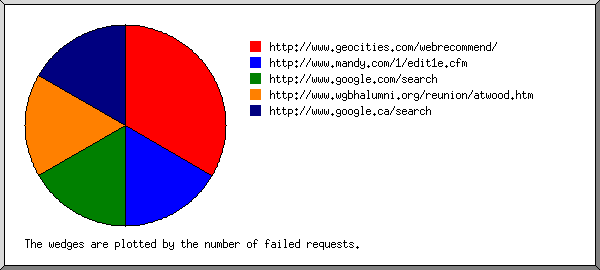 http://www.geocities.com/webrecommend/
http://www.mandy.com/1/edit1e.cfm
http://www.google.com/search
http://www.wgbhalumni.org/reunion/atwood.htm
http://www.google.ca/search
The wedges are plotted by the number of failed requests.